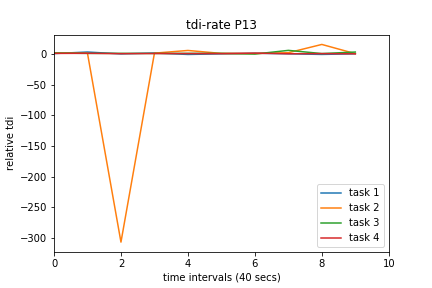 tdi-rate P13
relative tdi
0
−50
−100
−150
−200
−250
−300
task 1
task 2
task 3
task 4
0 2 4 6 8 10
time intervals (40 secs)